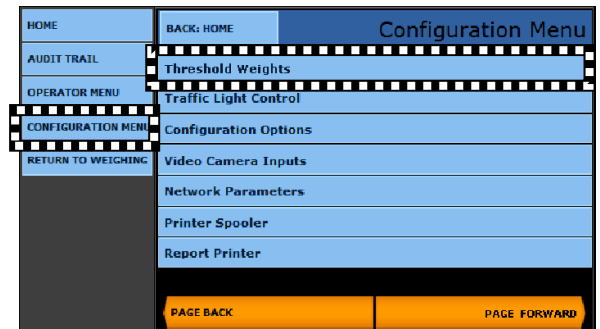 HOME
AUDIT TRAIL
OPERATOR MENU
CONFIGURATION MENU
RETURN TO WEIGHING
BACK: HOME
Configuration Menu
Threshold Weights
Traffic Light Control
Configuration Options
Video Camera Inputs
Network Parameters
Printer Spooler
Report Printer
PAGE BACK
PAGE FORWARD